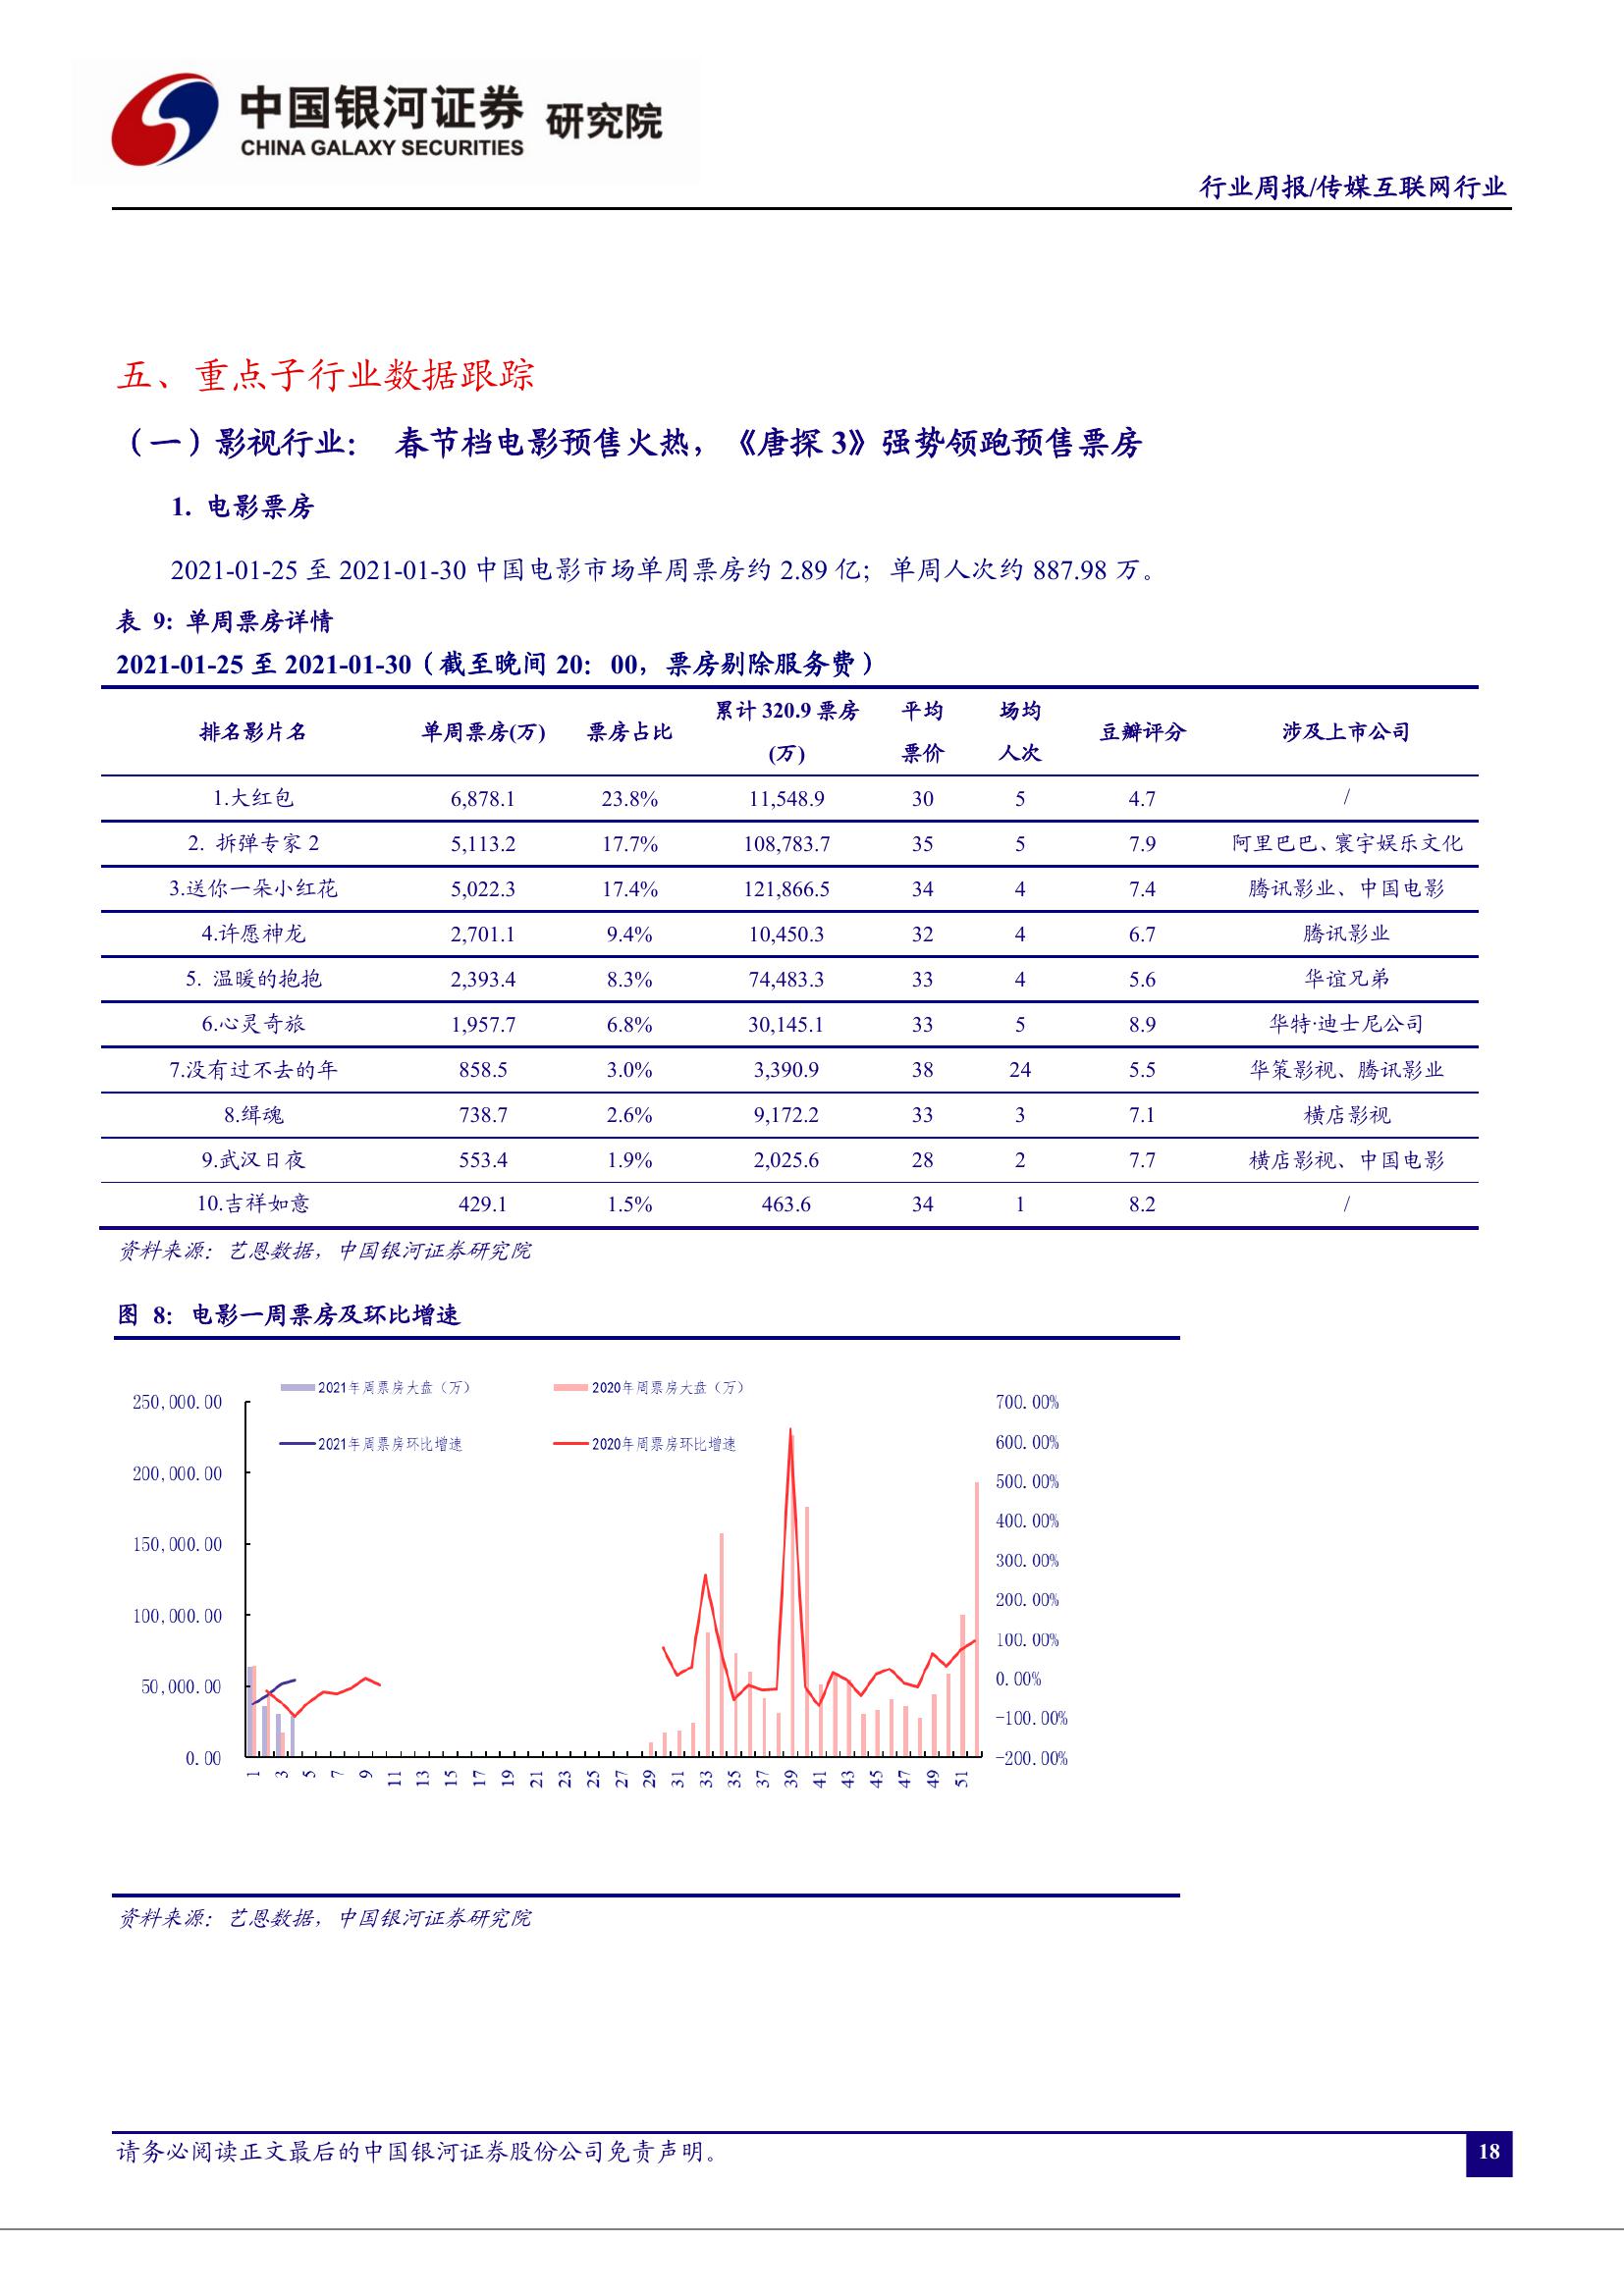 中国银河证券 研究院
CHINA GALAXY SECURITIES
行业周报/传媒互联网行业
五、重点子行业数据跟踪
（一）影视行业： 春节档电影预售火热，《唐探 3》强势领跑预售票房
1. 电影票房
2021-01-25 至 2021-01-30 中国电影市场单周票房约 2.89 亿；单周人次约 887.98 万。
表 9: 单周票房详情
2021-01-25 至 2021-01-30（截至晚间 20：00，票房剔除服务费）
排名影片名 单周票房(万) 票房占比 累计 320.9 票房(万) 平均票价 场均人次 豆瓣评分 涉及上市公司
1.大红包 6,878.1 23.8% 11,548.9 30 5 4.7 /
2. 拆弹专家 2 5,113.2 17.7% 108,783.7 35 5 7.9 阿里巴巴、寰宇娱乐文化
3.送你一朵小红花 5,022.3 17.4% 121,866.5 34 4 7.4 腾讯影业、中国电影
4.许愿神龙 2,701.1 9.4% 10,450.3 32 4 6.7 腾讯影业
5. 温暖的抱抱 2,393.4 8.3% 74,483.3 33 4 5.6 华谊兄弟
6.心灵奇旅 1,957.7 6.8% 30,145.1 33 5 8.9 华特·迪士尼公司
7.没有过不去的年 858.5 3.0% 3,390.9 38 24 5.5 华策影视、腾讯影业
8.缉魂 738.7 2.6% 9,172.2 33 3 7.1 横店影视
9.武汉日夜 553.4 1.9% 2,025.6 28 2 7.7 横店影视、中国电影
10.吉祥如意 429.1 1.5% 463.6 34 1 8.2 /
资料来源：艺恩数据，中国银河证券研究院
图 8: 电影一周票房及环比增速
2021年周票房大盘（万） 2020年周票房大盘（万）
2021年周票房环比增速 2020年周票房环比增速
250,000.00
200,000.00
150,000.00
100,000.00
50,000.00
0.00
700.00%
600.00%
500.00%
400.00%
300.00%
200.00%
100.00%
0.00%
-100.00%
-200.00%
1 3 5 7 9 11 13 15 17 19 21 23 25 27 29 31 33 35 37 39 41 43 45 47 49 51
资料来源：艺恩数据，中国银河证券研究院
请务必阅读正文最后的中国银河证券股份公司免责声明。
18